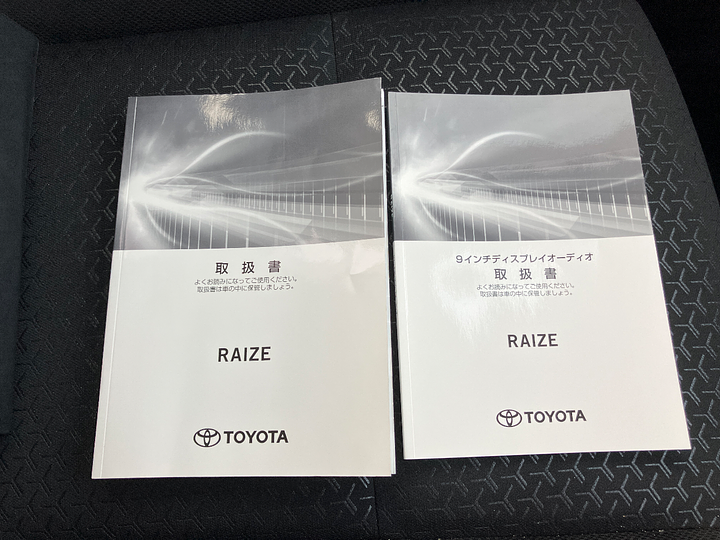 取扱書
よくお読みになってご使用ください。
取扱書は車の中に保管しましょう。
RAIZE
TOYOTA
9インチディスプレイオーディオ
取扱書
よくお読みになってご使用ください。
取扱書は車の中に保管しましょう。
RAIZE
TOYOTA